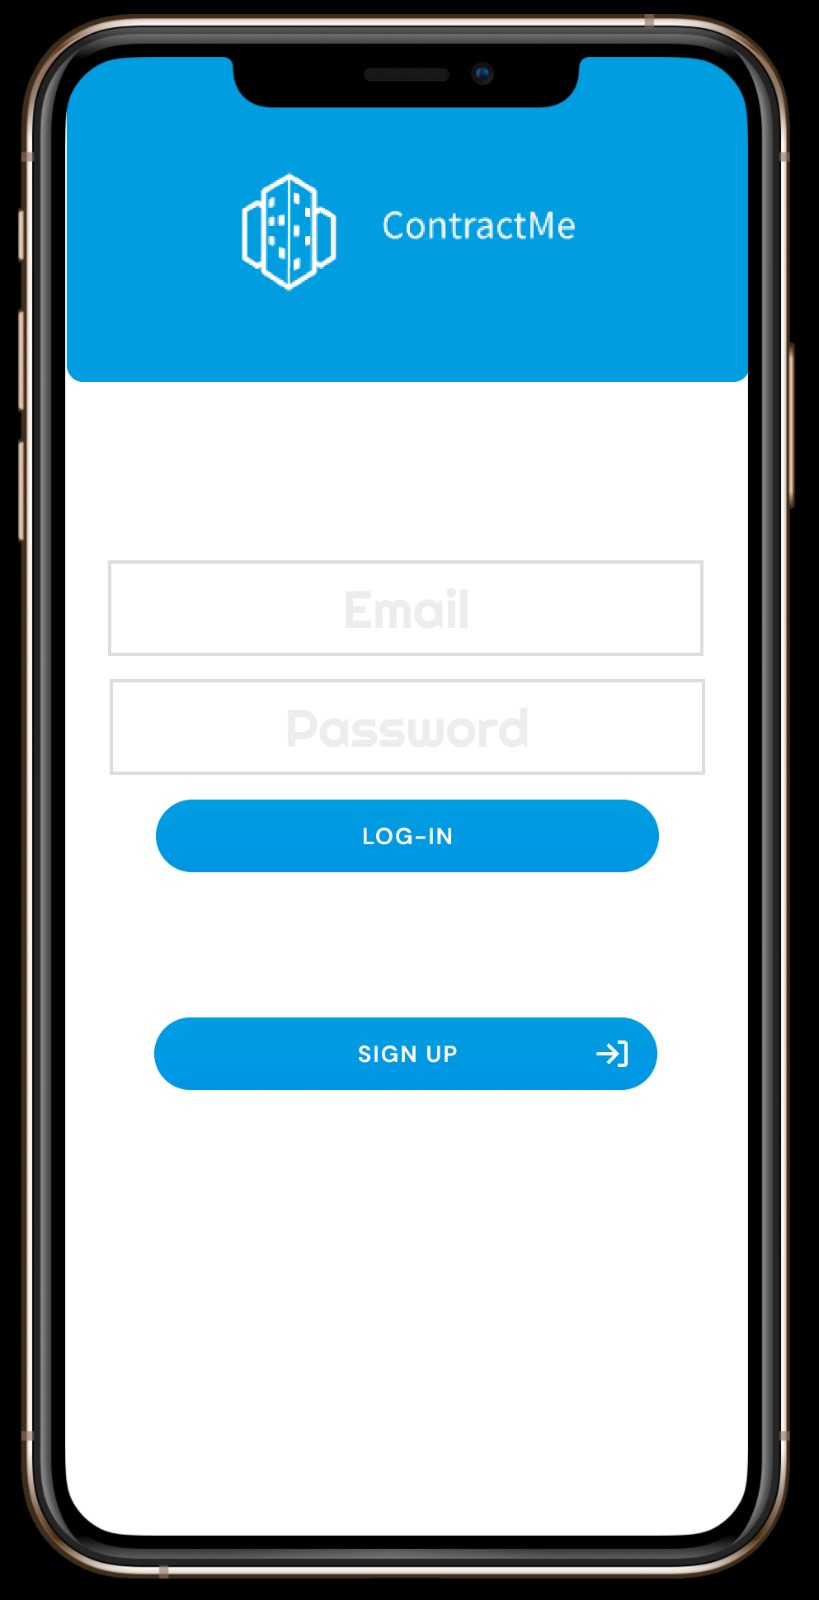 ContractMe
Email
Password
LOG-IN
SIGN UP